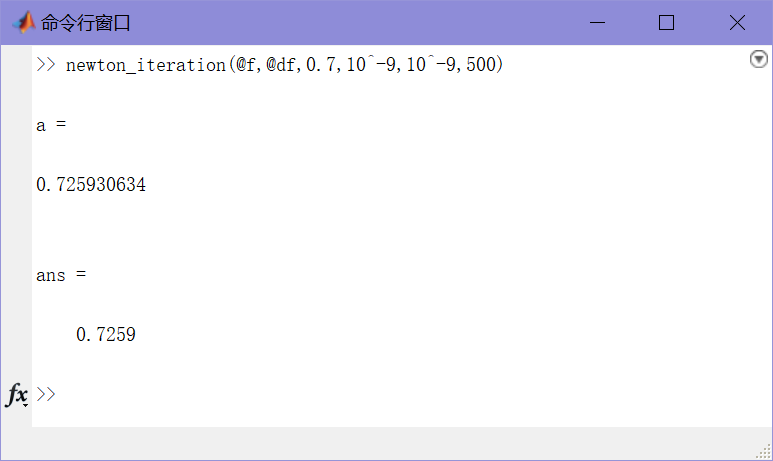 命令行窗口
>> newton_iteration(@f,@df,0.7,10^-9,10^-9,500)
a =
0.725930634
ans =
0.7259
fx >>